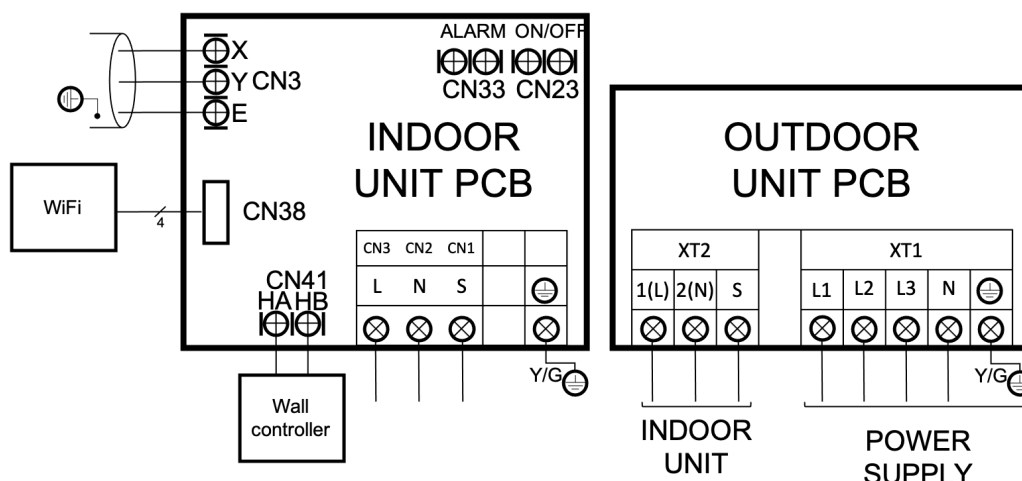 X
Y CN3
E
ALARM ON/OFF
CN33 CN23
INDOOR
UNIT PCB
WiFi
4
CN38
CN41
HA HB
CN3 CN2 CN1
L N S
Y/G
Wall
controller
OUTDOOR
UNIT PCB
XT2 XT1
1(L) 2(N) S L1 L2 L3 N
Y/G
INDOOR
UNIT
POWER
SUPPLY